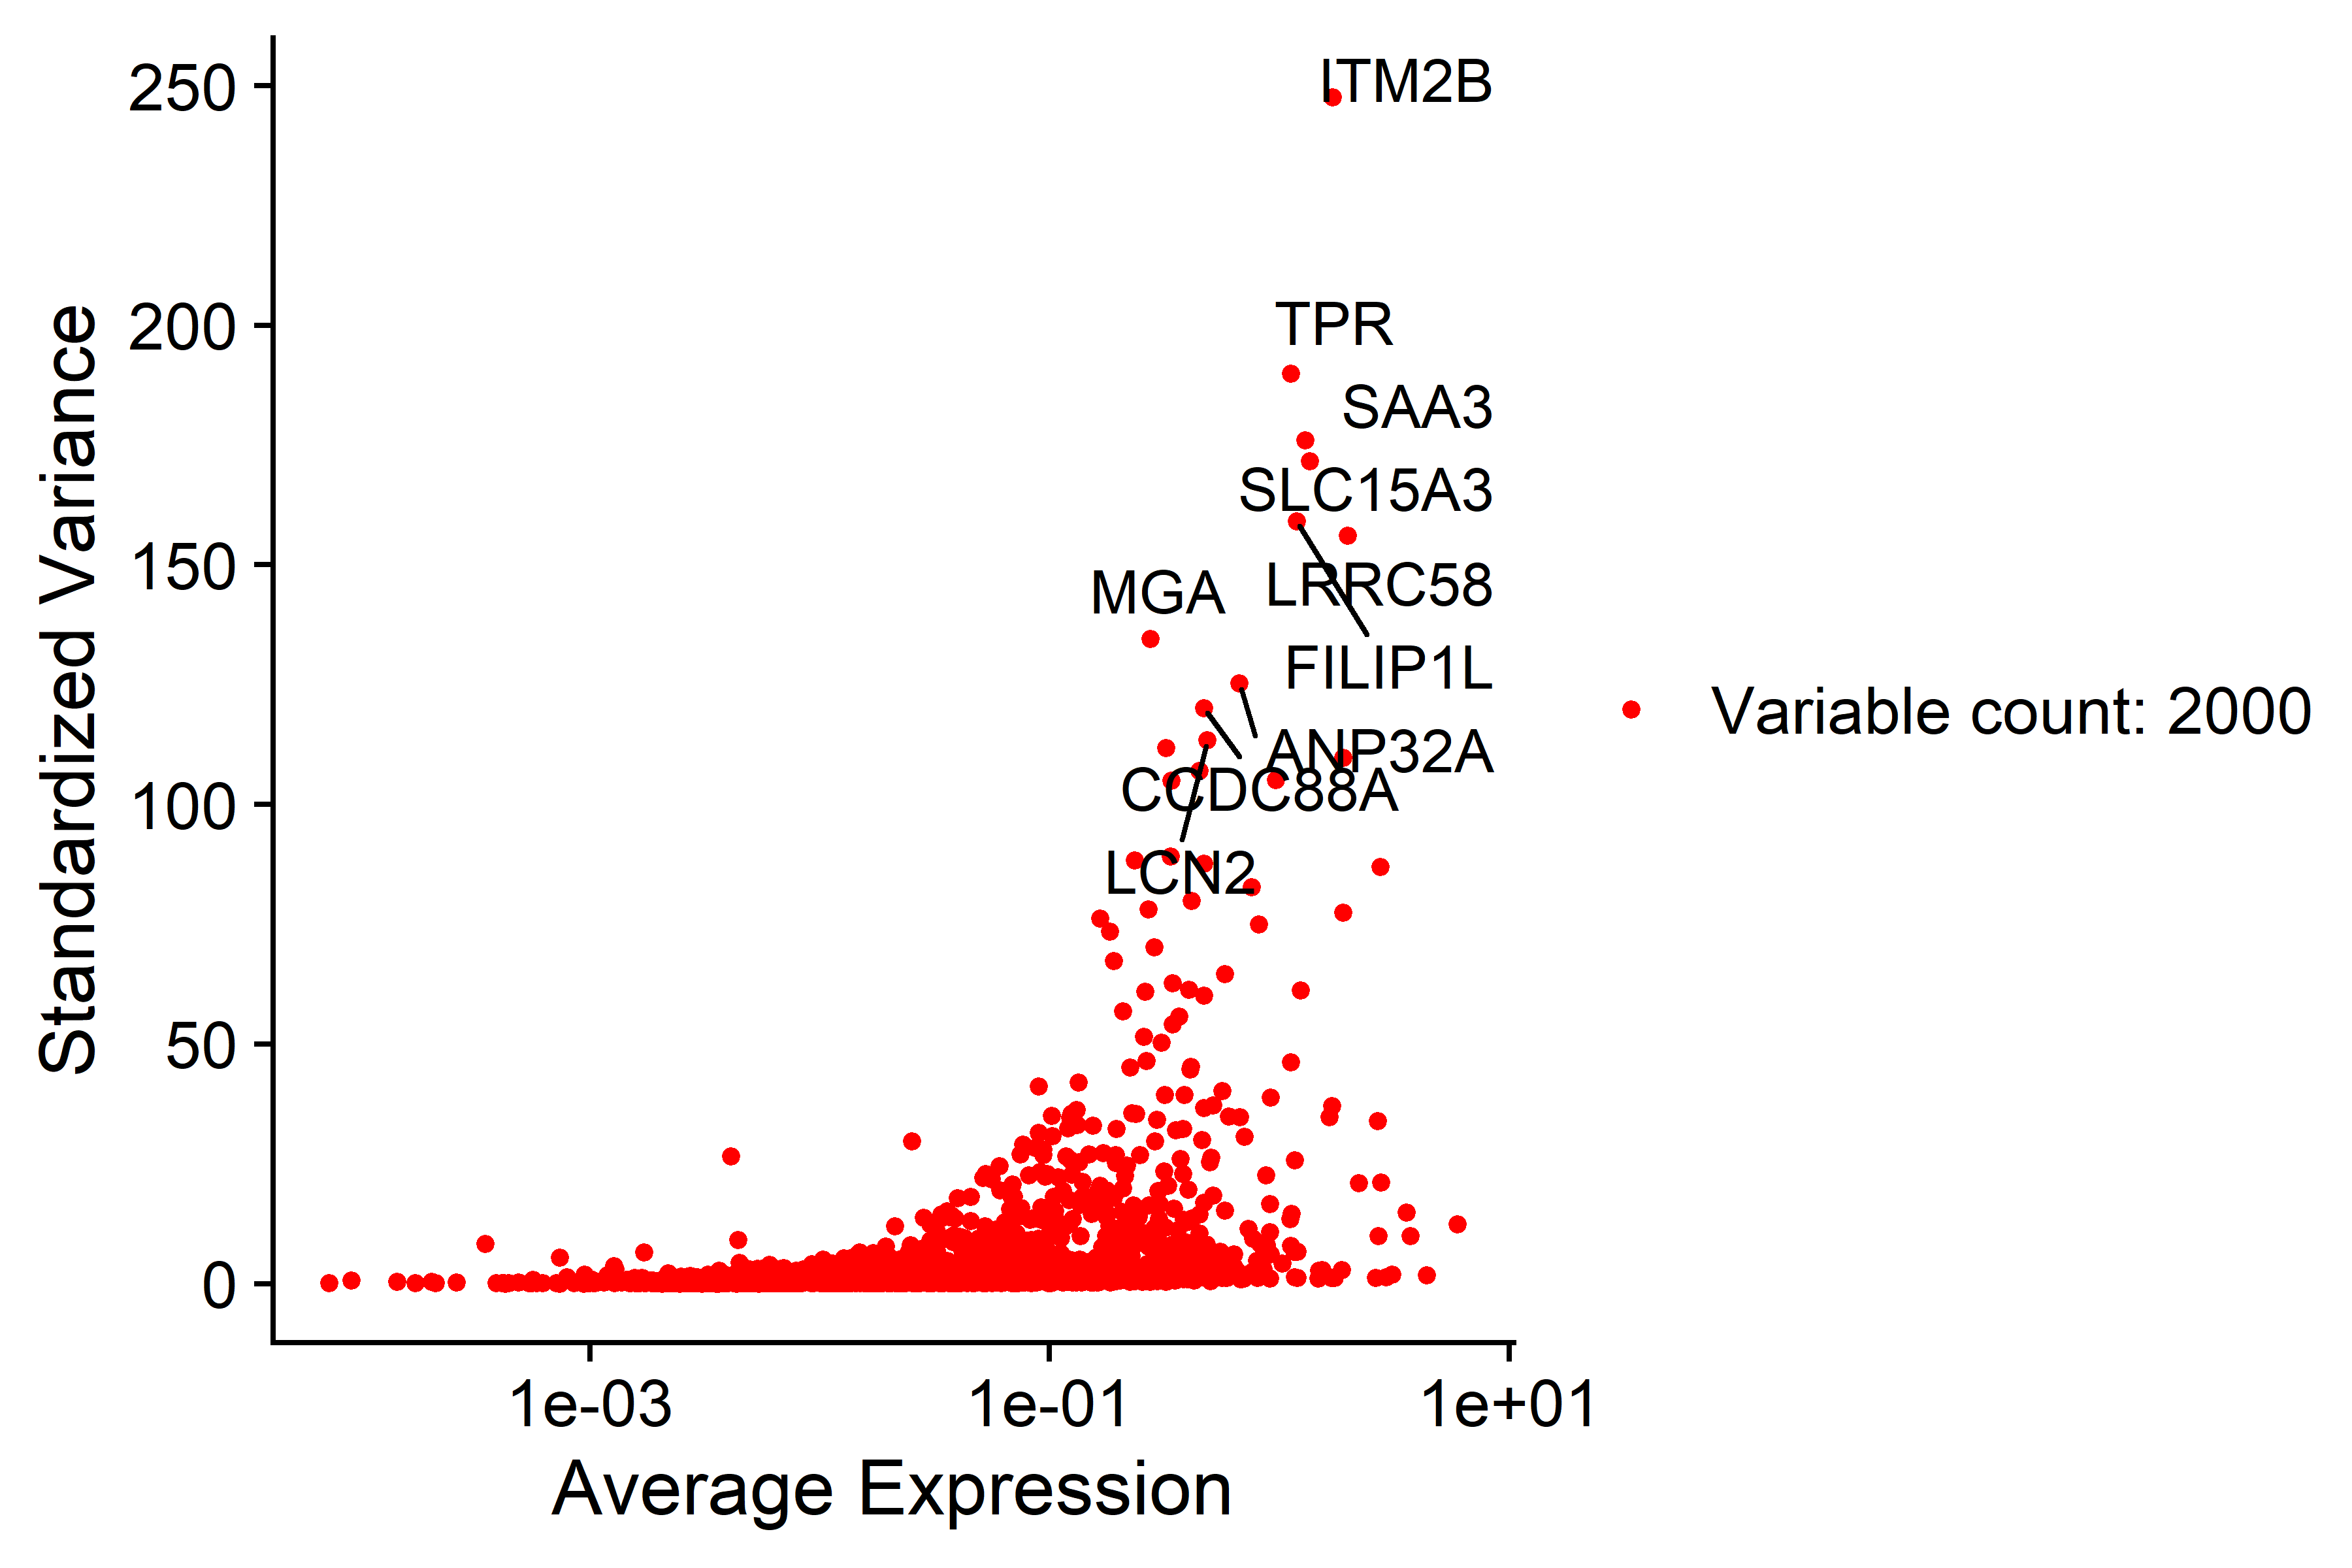 250
200
150
100
50
0
Standardized Variance
ITM2B
TPR
SAA3
SLC15A3
LRRC58
MGA
FILIP1L
ANP32A
CCDC88A
LCN2
Variable count: 2000
1e-03
1e-01
1e+01
Average Expression